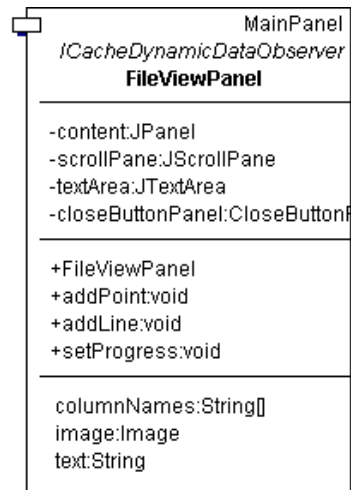 MainPanel
ICacheDynamicDataObserver
FileViewPanel
-content:JPanel
-scrollPane:JScrollPane
-textArea:JTextArea
-closeButtonPanel:CloseButton
+FileViewPanel
+addPoint:void
+addLine:void
+setProgress:void
columnNames:String[]
image:Image
text:String